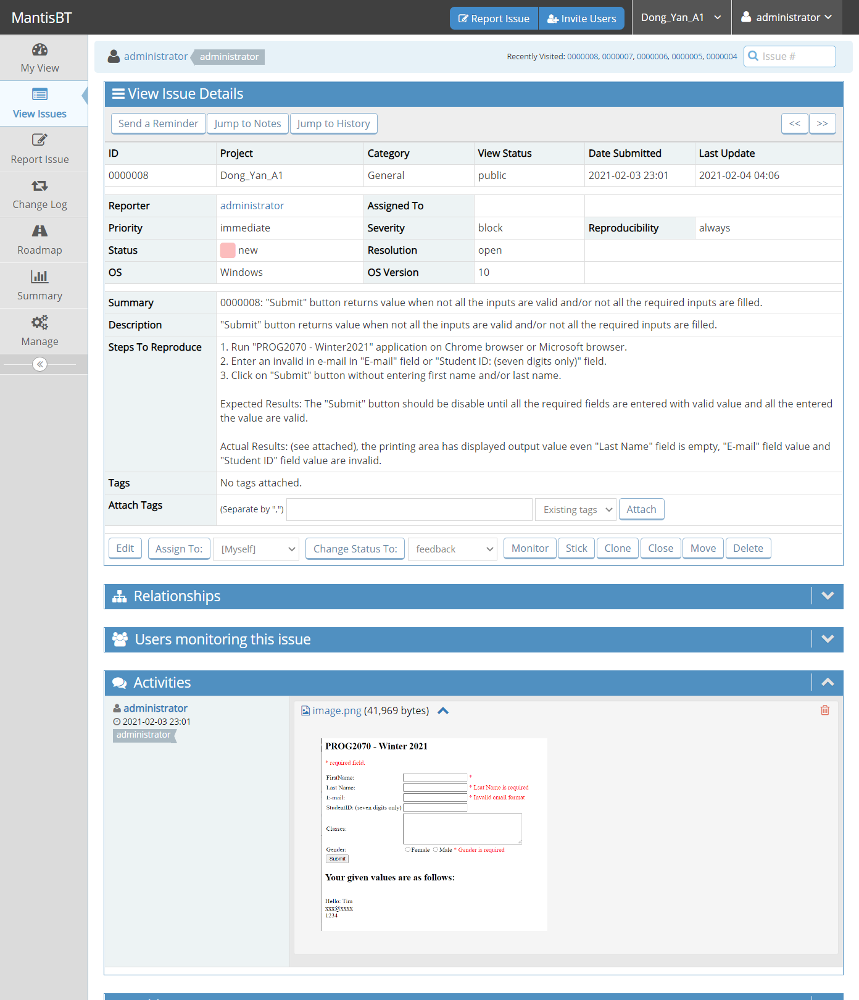 MantisBT
Report Issue
Invite Users
Dong_Yan_A1
administrator
My View
View Issues
Report Issue
Change Log
Roadmap
Summary
Manage
administrator
administrator
Recently Visited: 0000008, 0000007, 0000006, 0000005, 0000004
Issue #
View Issue Details
Send a Reminder
Jump to Notes
Jump to History
<<
>>
ID Project Category View Status Date Submitted Last Update
0000008 Dong_Yan_A1 General public 2021-02-03 23:01 2021-02-04 04:06
Reporter administrator Assigned To
Priority immediate Severity block Reproducibility always
Status new Resolution open
OS Windows OS Version 10
Summary 0000008: "Submit" button returns value when not all the inputs are valid and/or not all the required inputs are filled.
Description "Submit" button returns value when not all the inputs are valid and/or not all the required inputs are filled.
Steps To Reproduce 1. Run "PROG2070 - Winter2021" application on Chrome browser or Microsoft browser.
2. Enter an invalid in e-mail in "E-mail" field or "Student ID: (seven digits only)" field.
3. Click on "Submit" button without entering first name and/or last name.
Expected Results: The "Submit" button should be disable until all the required fields are entered with valid value and all the entered
the value are valid.
Actual Results: (see attached), the printing area has displayed output value even "Last Name" field is empty, "E-mail" field value and
"Student ID" field value are invalid.
Tags No tags attached.
Attach Tags (Separate by ",") Existing tags Attach
Edit Assign To: [Myself] Change Status To: feedback Monitor Stick Clone Close Move Delete
Relationships
Users monitoring this issue
Activities
administrator
2021-02-03 23:01
administrator
image.png (41,969 bytes)
PROG2070 - Winter 2021
* required field.
FirstName: *
Last Name: * Lsat Name is required
E-mail: * Invalid email format
StudentID: (seven digits only)
Classes:
Gender: Female Male * Gender is required
Submit
Your given values are as follows:
Hello: Tim
xxx@xxxx
1234